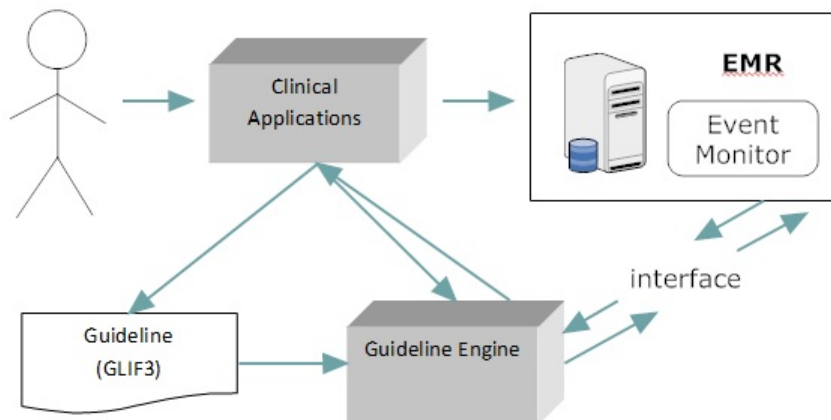 Clinical
Applications
EMR
Event
Monitor
interface
Guideline
(GLIF3)
Guideline Engine